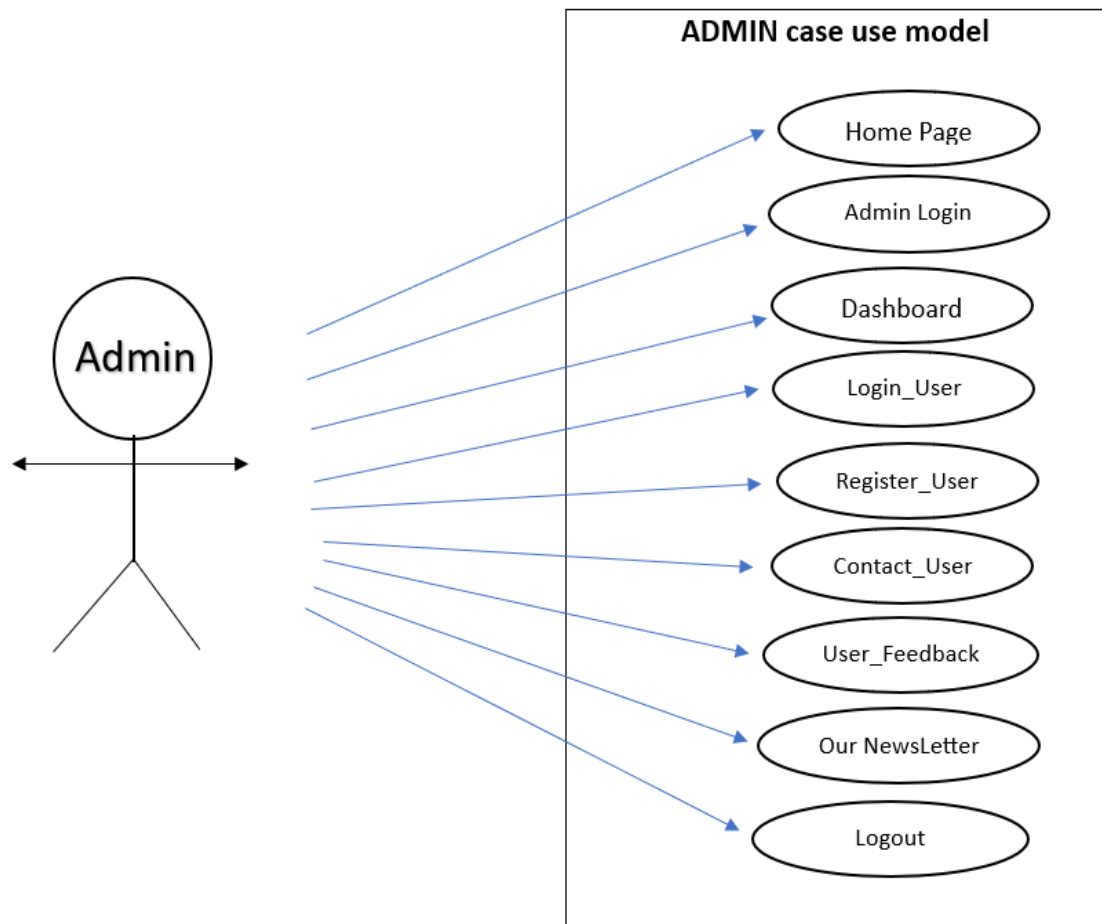 ADMIN case use model
Home Page
Admin Login
Admin
Dashboard
Login_User
Register_User
Contact_User
User_Feedback
Our NewsLetter
Logout